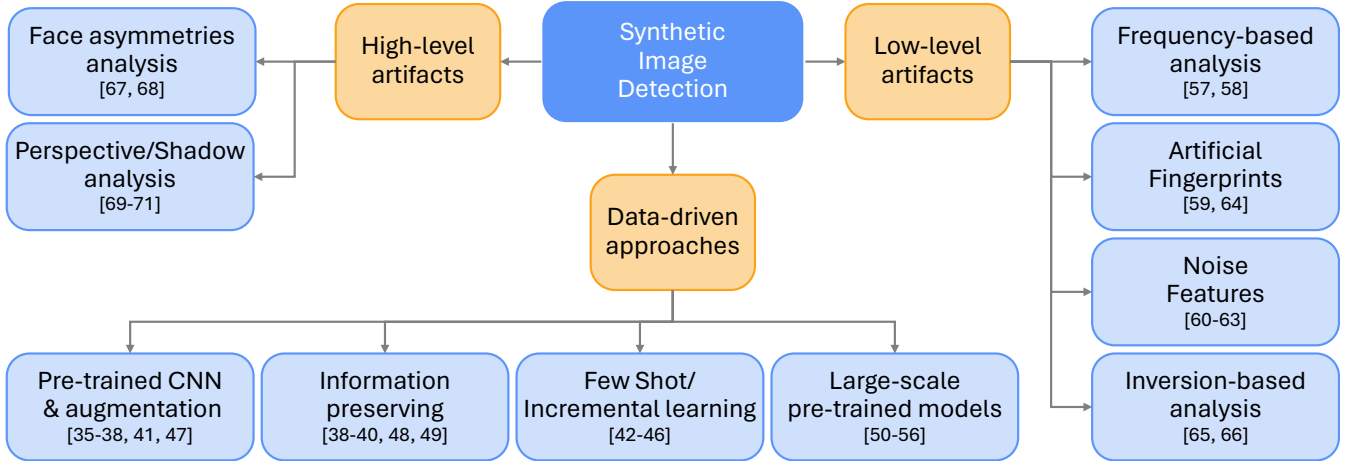 Synthetic
Image
Detection
High-level
artifacts
Face asymmetries
analysis
[67, 68]
Perspective/Shadow
analysis
[69-71]
Low-level
artifacts
Frequency-based
analysis
[57, 58]
Artificial
Fingerprints
[59, 64]
Noise
Features
[60-63]
Inversion-based
analysis
[65, 66]
Data-driven
approaches
Pre-trained CNN
& augmentation
[35-38, 41, 47]
Information
preserving
[38-40, 48, 49]
Few Shot/
Incremental learning
[42-46]
Large-scale
pre-trained models
[50-56]